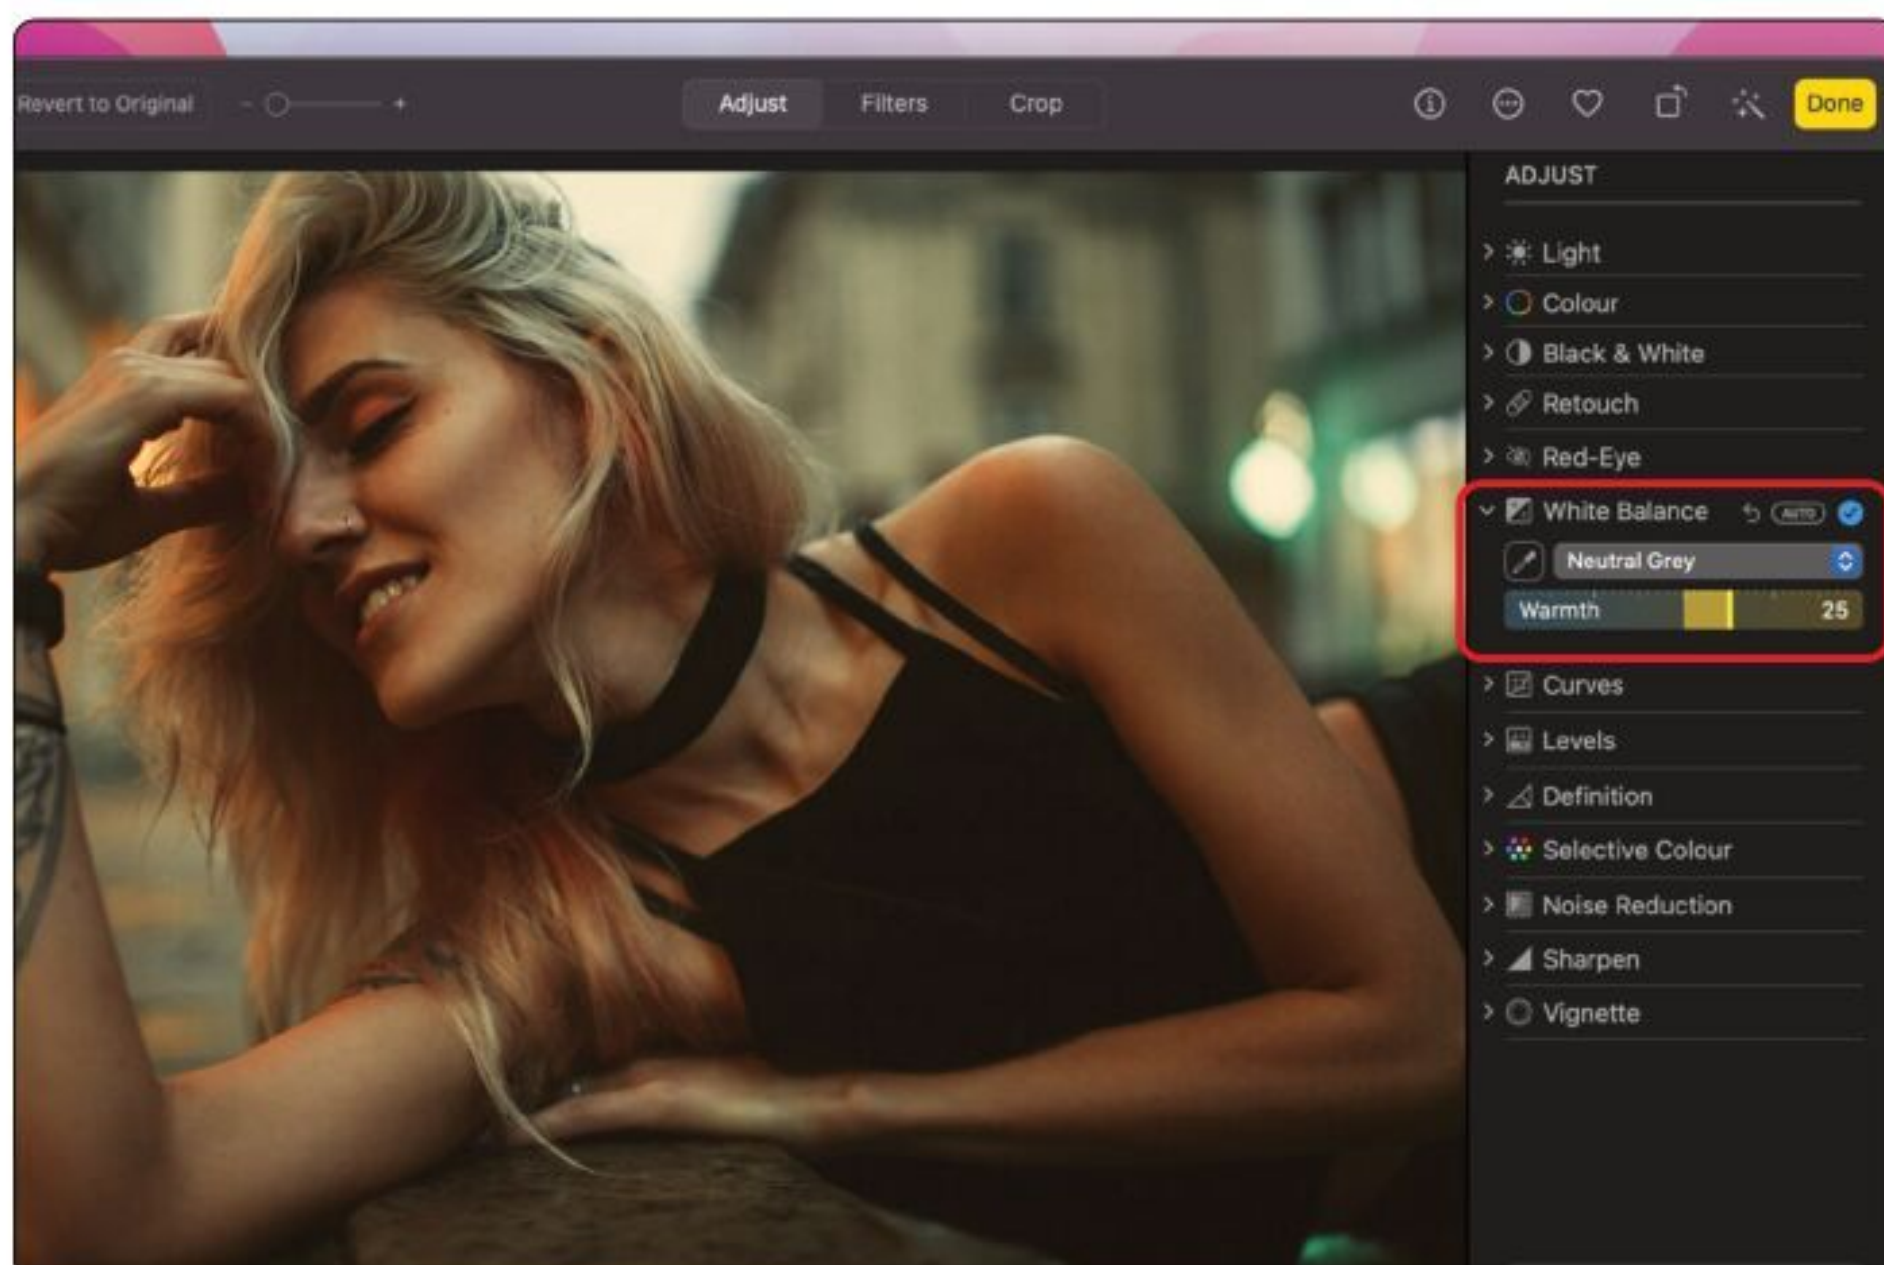 Revert to Original - + Adjust Filters Crop Done
ADJUST
Light
Colour
Black & White
Retouch
Red-Eye
White Balance AUTO
Neutral Grey
Warmth 25
Curves
Levels
Definition
Selective Colour
Noise Reduction
Sharpen
Vignette